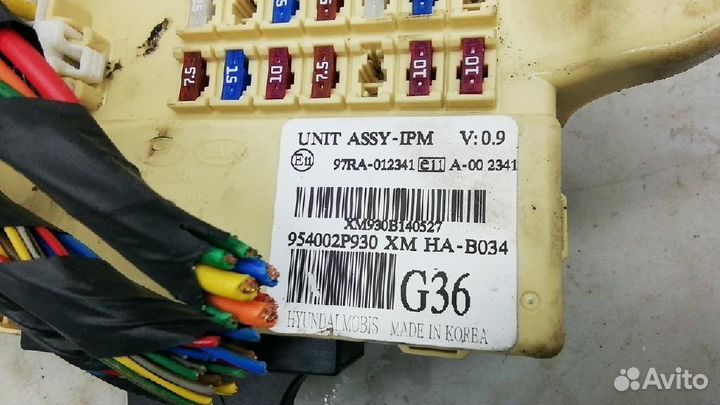 7.5
15
10
7.5
10
10
UNIT ASSY-IPM V: 0.9
E11 97RA-012341 e11 A-00 2341
XM930B140527
954002P930 XM HA-B034
G36
HYUNDAI MOBIS MADE IN KOREA
Avito